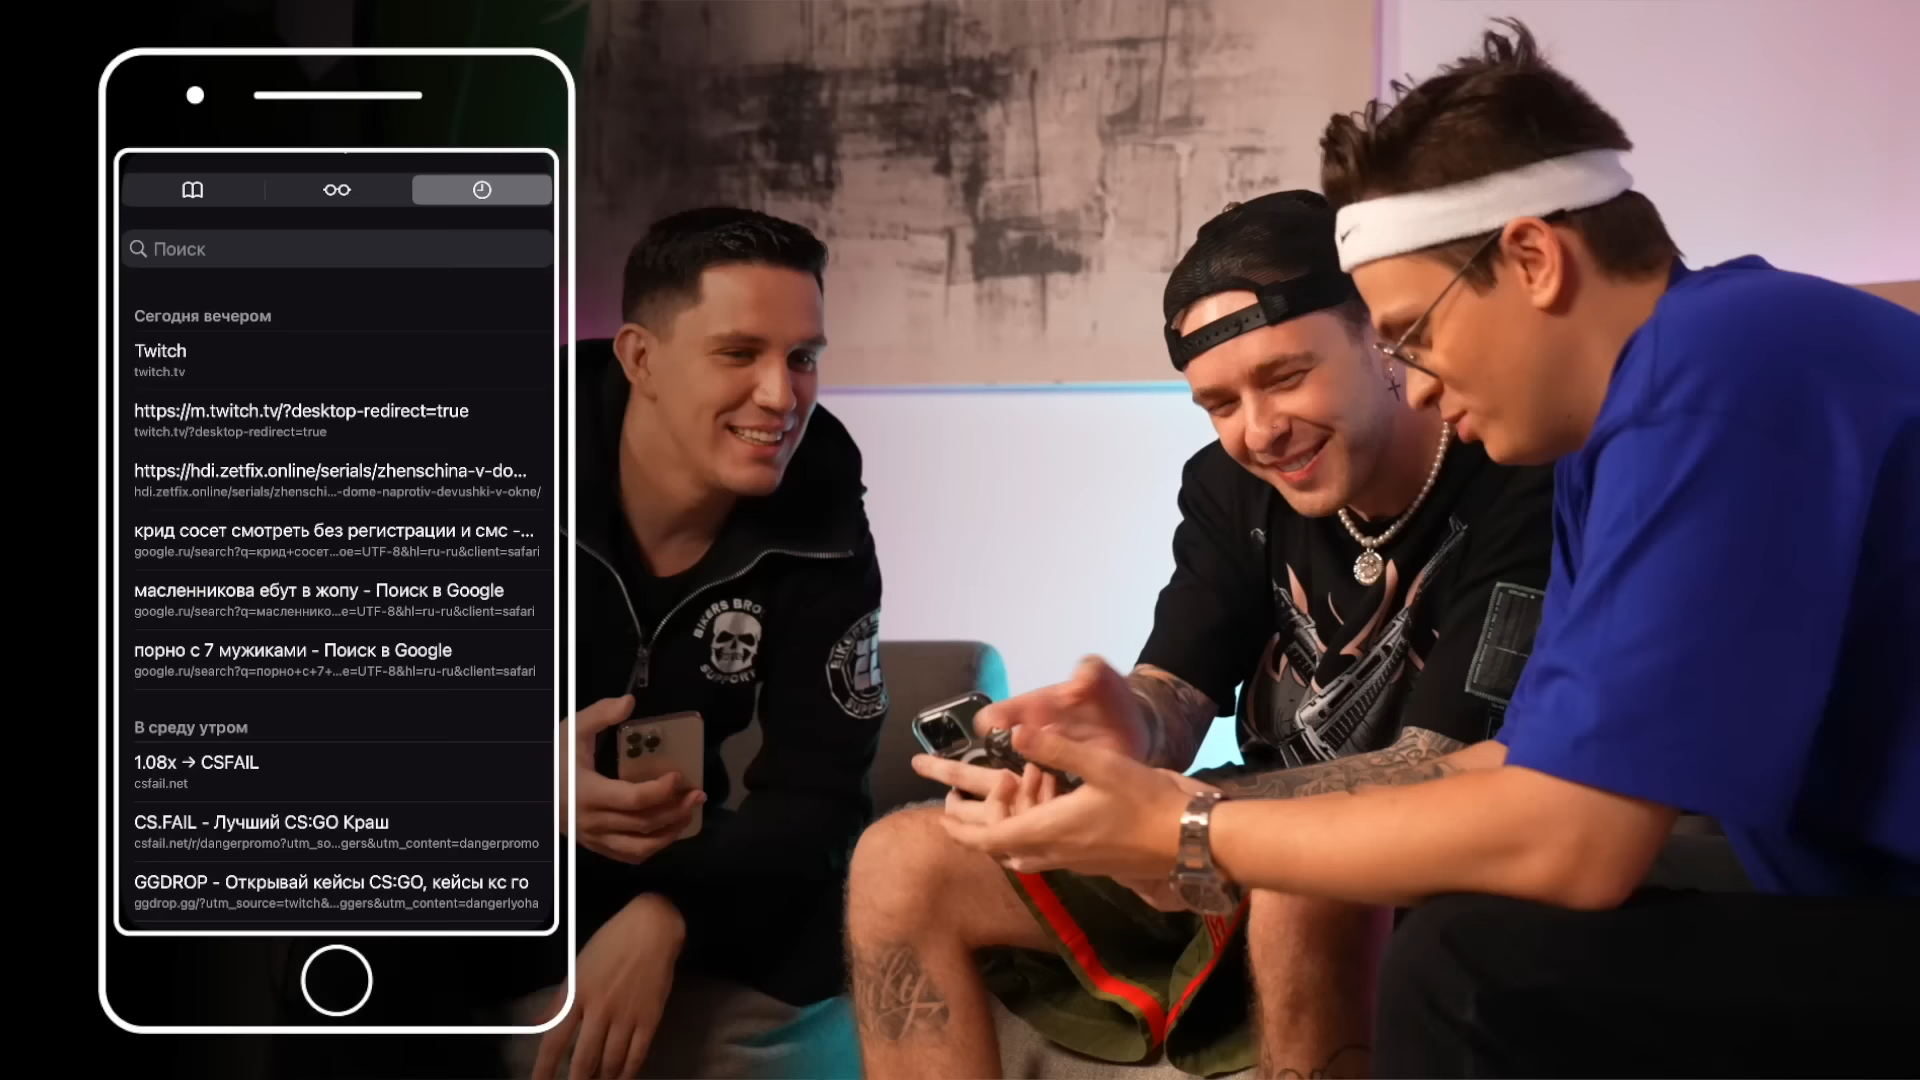 Поиск
Сегодня вечером
Twitch
twitch.tv
https://m.twitch.tv/?desktop-redirect=true
twitch.tv/?desktop-redirect=true
https://hdi.zetfix.online/serials/zhenschina-v-do...
hdi.zetfix.online/serials/zhenschi...-dome-naprotiv-devushki-v-okne/
крид сосет смотреть без регистрации и смс -...
google.ru/search?q=крид+сосет...oe=UTF-8&hl=ru-ru&client=safari
масленникова ебут в жопу - Поиск в Google
google.ru/search?q=масленнико...e=UTF-8&hl=ru-ru&client=safari
порно с 7 мужиками - Поиск в Google
google.ru/search?q=порно+с+7+...e=UTF-8&hl=ru-ru&client=safari
В среду утром
1.08x → CSFAIL
csfail.net
CS.FAIL - Лучший CS:GO Краш
csfail.net/r/dangerpromo?utm_so...gers&utm_content=dangerpromo
GGDROP - Открывай кейсы CS:GO, кейсы кс го
ggdrop.gg/?utm_source=twitch&...ggers&utm_content=dangerlyoha
BIKERS BRO
SUPPORT